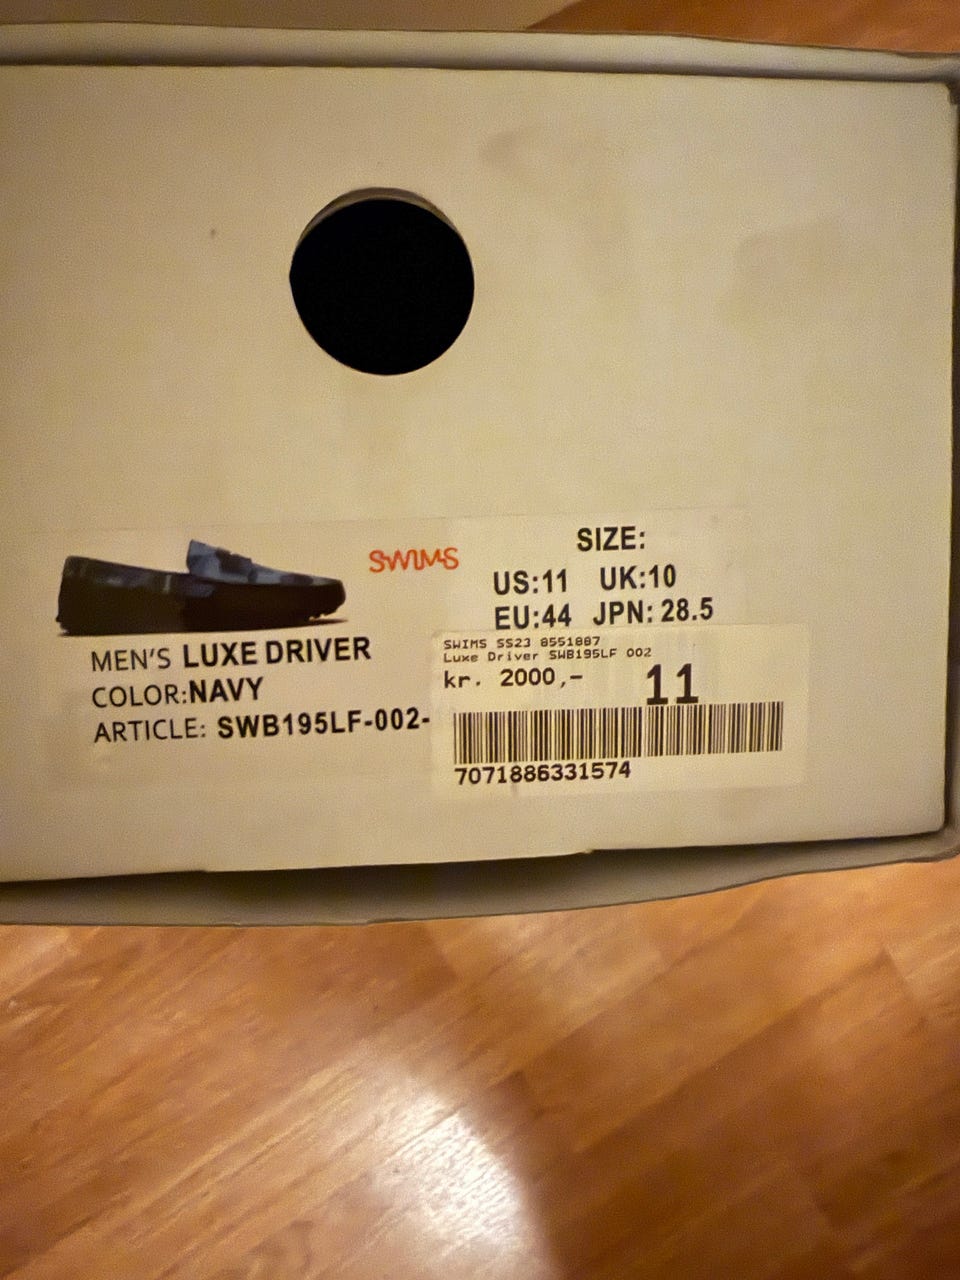 SWIMS
MEN'S LUXE DRIVER
COLOR:NAVY
ARTICLE: SWB195LF-002-
SIZE:
US:11 UK:10
EU:44 JPN: 28.5
SWIMS SS23 8551887
Luxe Driver SWB195LF 002
kr. 2000,- 11
7071886331574